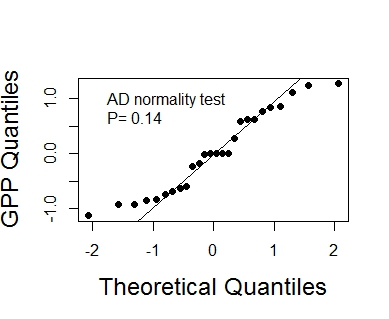 AD normality test
P= 0.14
GPP Quantiles
1.0
0.0
-1.0
-2
-1
0
1
2
Theoretical Quantiles